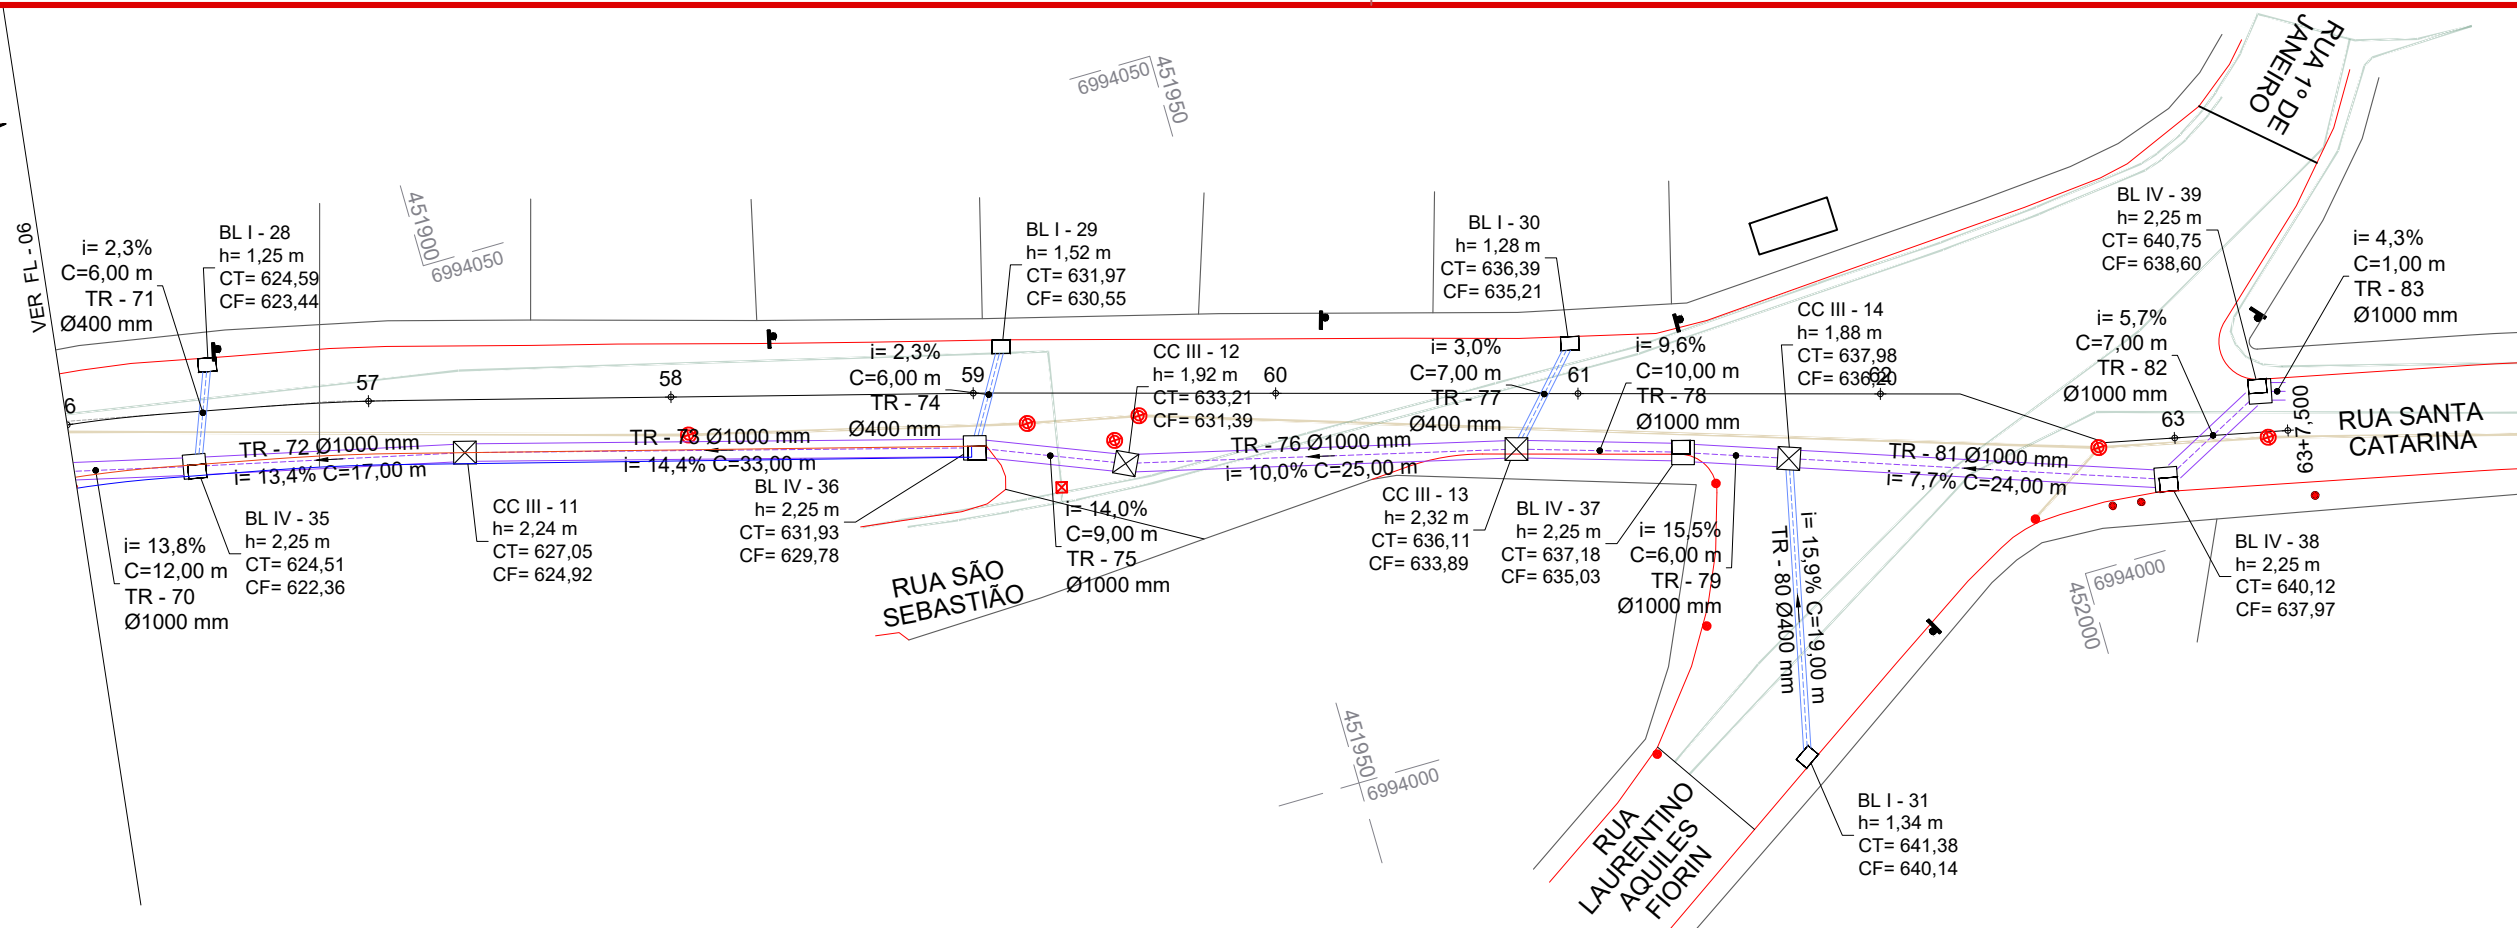 VER FL - 06
i= 2,3%
C=6,00 m
TR - 71
Ø400 mm
BL I - 28
h= 1,25 m
CT= 624,59
CF= 623,44
451900
6994050
6994050
451950
BL I - 29
h= 1,52 m
CT= 631,97
CF= 630,55
BL I - 30
h= 1,28 m
CT= 636,39
CF= 635,21
RUA 1º DE
JANEIRO
BL IV - 39
h= 2,25 m
CT= 640,75
CF= 638,60
i= 4,3%
C=1,00 m
TR - 83
Ø1000 mm
i= 2,3%
C=6,00 m
TR - 74
Ø400 mm
CC III - 12
h= 1,92 m
CT= 633,21
CF= 631,39
i= 3,0%
C=7,00 m
TR - 77
Ø400 mm
i= 9,6%
C=10,00 m
TR - 78
Ø1000 mm
CC III - 14
h= 1,88 m
CT= 637,98
CF= 636,20
i= 5,7%
C=7,00 m
TR - 82
Ø1000 mm
6
57
58
59
60
61
62
63
63+7,500
RUA SANTA
CATARINA
TR - 72 Ø1000 mm
i= 13,4% C=17,00 m
TR - 73 Ø1000 mm
i= 14,4% C=33,00 m
TR - 76 Ø1000 mm
i= 10,0% C=25,00 m
TR - 81 Ø1000 mm
i= 7,7% C=24,00 m
i= 13,8%
C=12,00 m
TR - 70
Ø1000 mm
BL IV - 35
h= 2,25 m
CT= 624,51
CF= 622,36
CC III - 11
h= 2,24 m
CT= 627,05
CF= 624,92
BL IV - 36
h= 2,25 m
CT= 631,93
CF= 629,78
RUA SÃO
SEBASTIÃO
i= 14,0%
C=9,00 m
TR - 75
Ø1000 mm
CC III - 13
h= 2,32 m
CT= 636,11
CF= 633,89
BL IV - 37
h= 2,25 m
CT= 637,18
CF= 635,03
i= 15,5%
C=6,00 m
TR - 79
Ø1000 mm
TR - 80 Ø400 mm
i= 15,9% C=19,00 m
452000
6994000
BL IV - 38
h= 2,25 m
CT= 640,12
CF= 637,97
451950
6994000
RUA
LAURENTINO
AQUILES
FIORIN
BL I - 31
h= 1,34 m
CT= 641,38
CF= 640,14